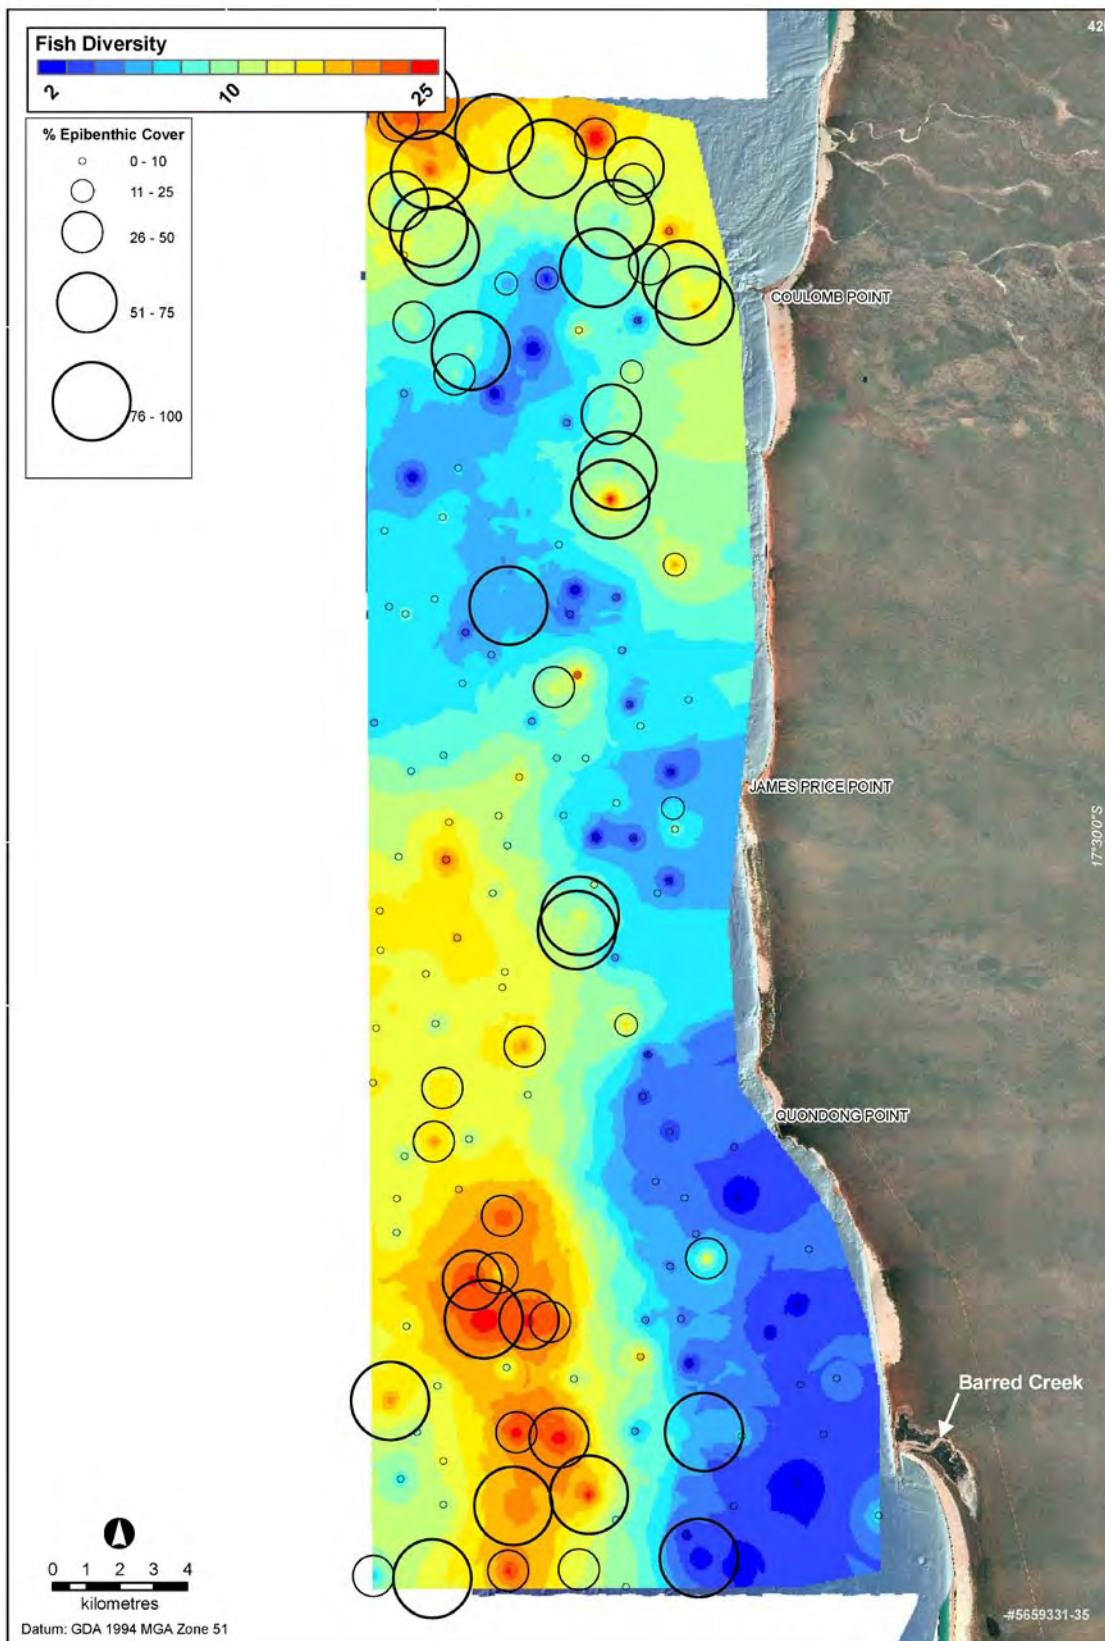 Fish Diversity
2 10 25
% Epibenthic Cover
0 - 10
11 - 25
26 - 50
51 - 75
76 - 100
COULOMB POINT
JAMES PRICE POINT
17°30'0"S
QUONDONG POINT
Barred Creek
0 1 2 3 4
kilometres
Datum: GDA 1994 MGA Zone 51
-#5659331-35